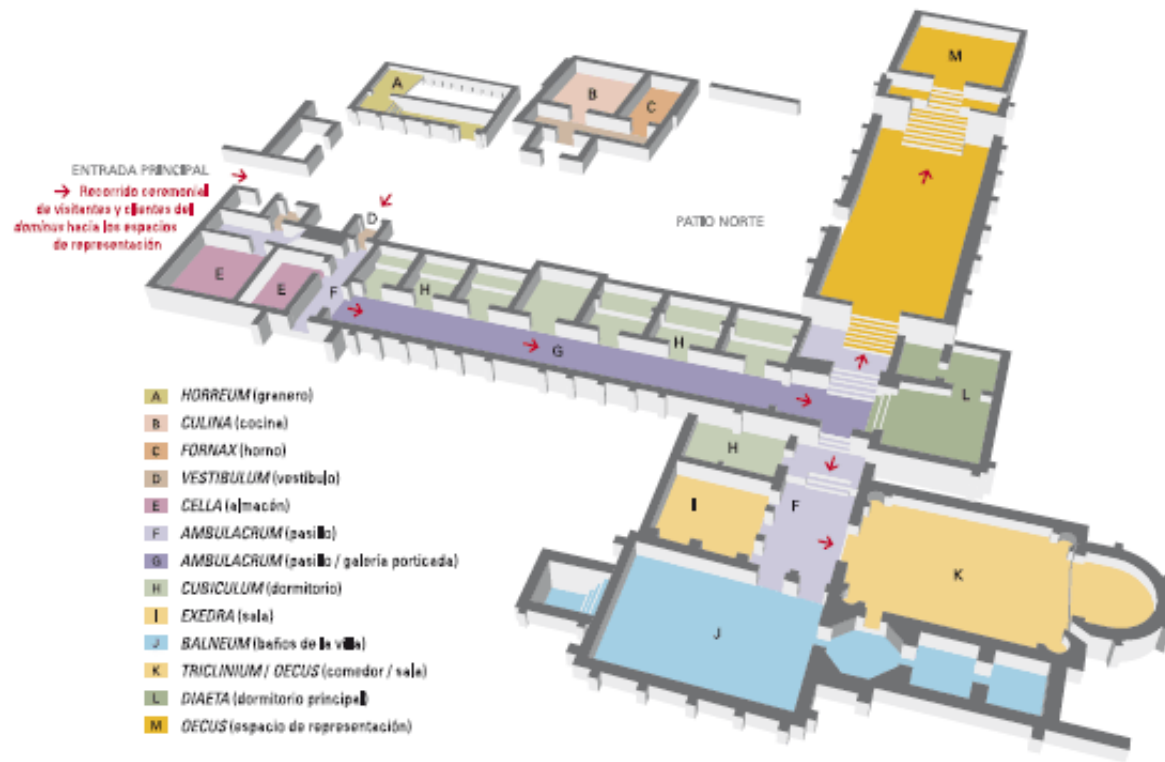 A
B
C
M
ENTRADA PRINCIPAL
→ Recorrido ceremonial
de visitantes y clientes del
dominus hacia los espacios
de representación
D
PATIO NORTE
E
E
F
H
G
H
L
H
I
F
K
J
A HORREUM (granero)
B CULINA (cocina)
C FORNAX (horno)
D VESTIBULUM (vestíbulo)
E CELLA (almacén)
F AMBULACRUM (pasillo)
G AMBULACRUM (pasillo / galería porticada)
H CUBICULUM (dormitorio)
I EXEDRA (sala)
J BALNEUM (baños de la villa)
K TRICLINIUM / OECUS (comedor / sala)
L DIAETA (dormitorio principal)
M OECUS (espacio de representación)